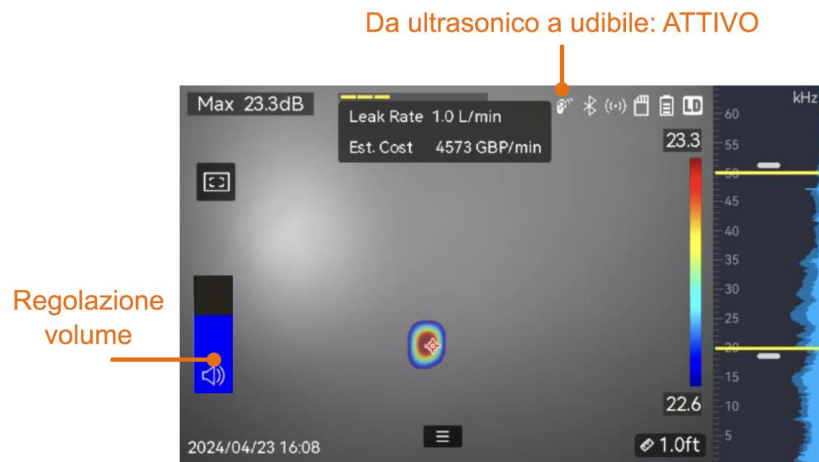 Da ultrasonico a udibile: ATTIVO
Max 23.3dB
Leak Rate 1.0 L/min
Est. Cost 4573 GBP/min
LD
kHz
60
23.3
55
50
45
40
35
30
25
20
Regolazione
volume
15
22.6
10
5
2024/04/23 16:08
1.0ft